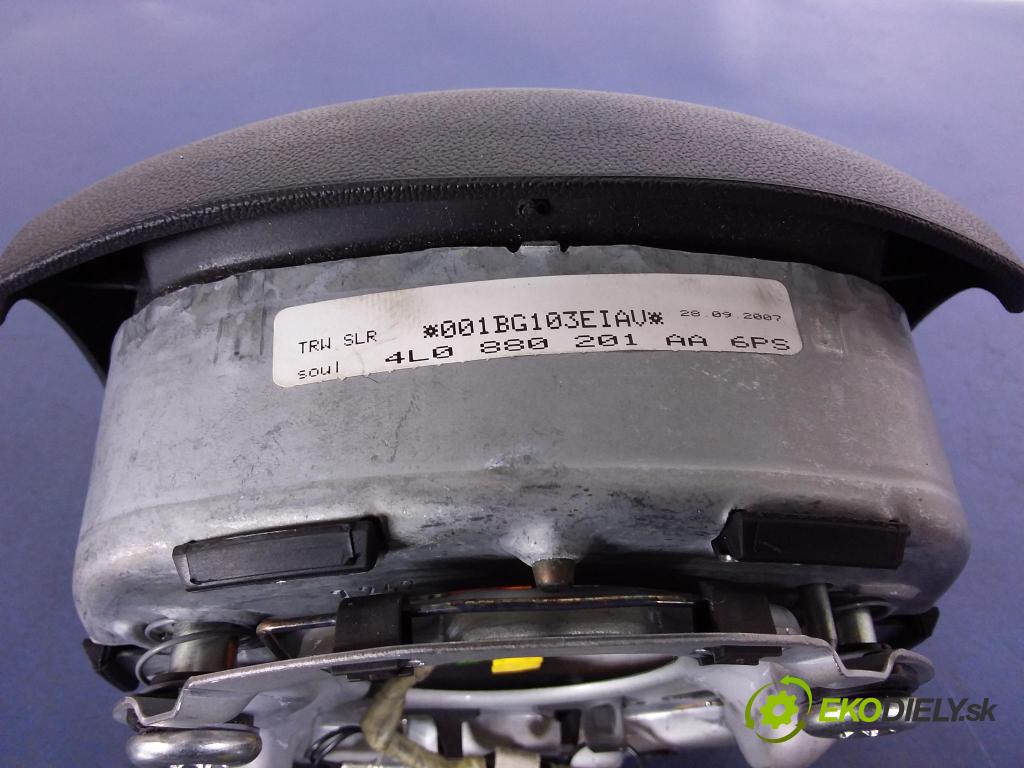 TRW SLR *001BG103EIAV* 28.09.2007
soul 4L0 880 201 AA 6PS
EKODIELY.sk